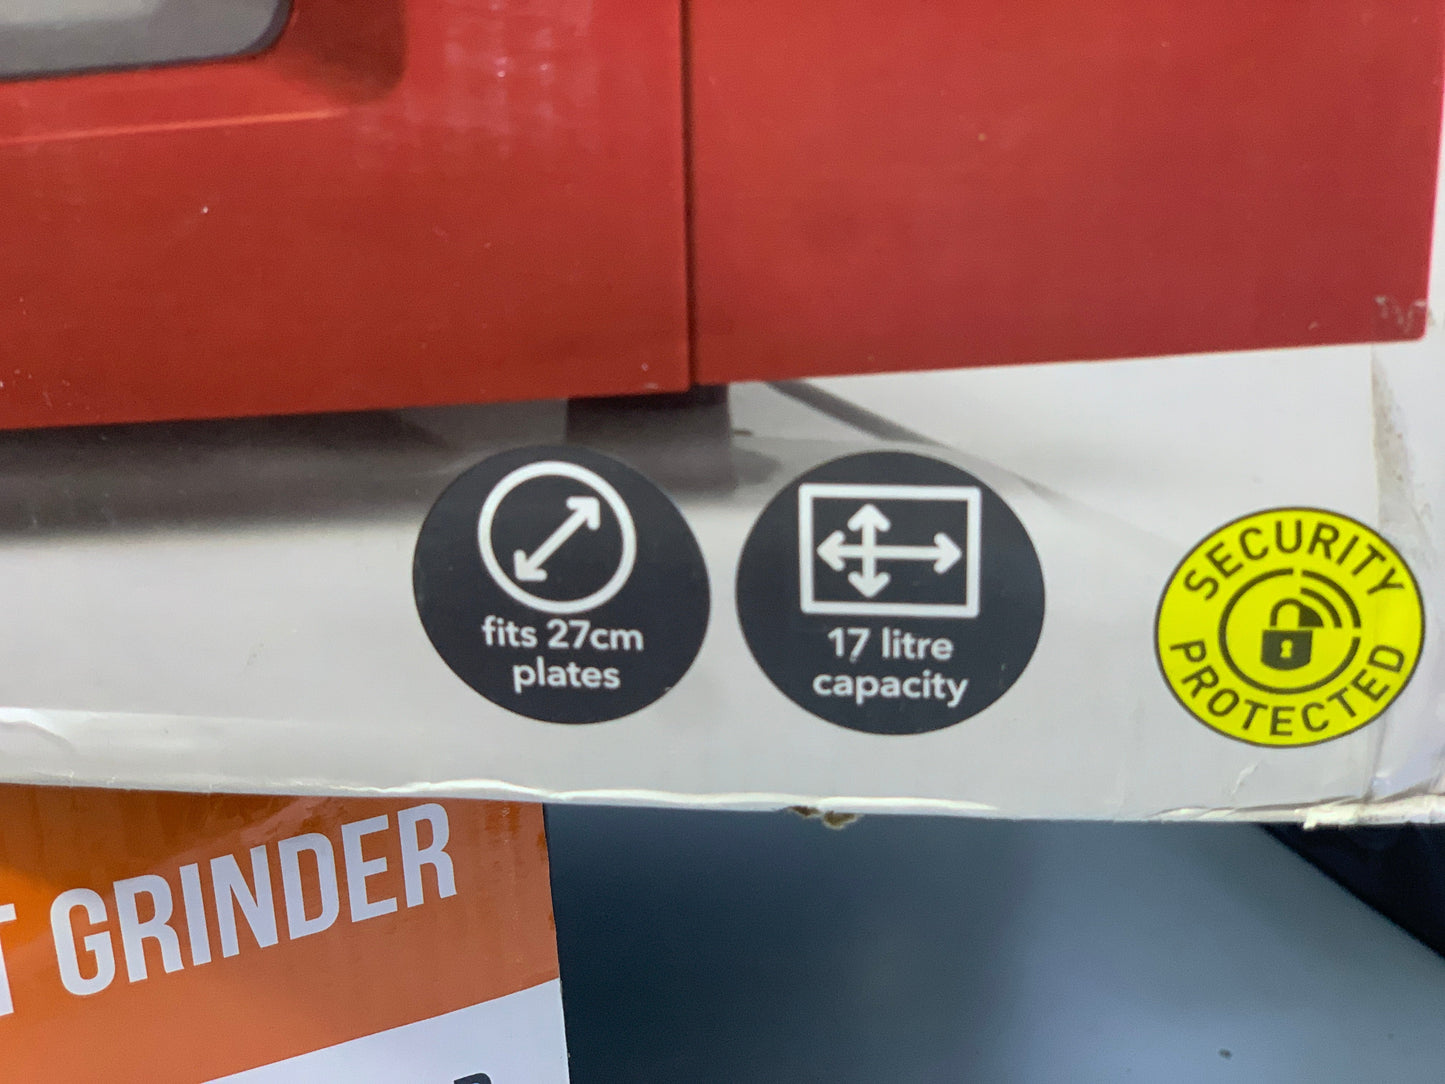 fits 27cm
plates
17 litre
capacity
SECURITY
PROTECTED
T GRINDER